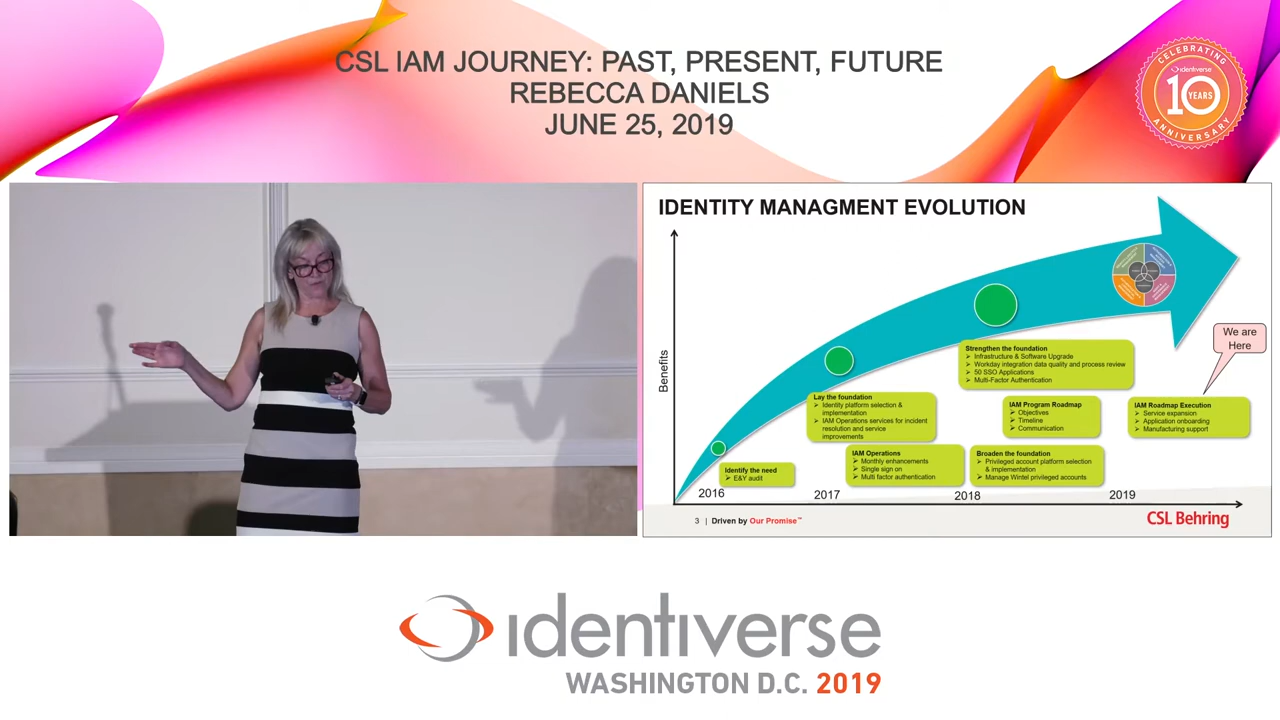 CSL IAM JOURNEY: PAST, PRESENT, FUTURE
REBECCA DANIELS
JUNE 25, 2019
CELEBRATING
identiverse
10
YEARS
ANNIVERSARY
IDENTITY MANAGMENT EVOLUTION
Benefits
We are
Here
Strengthen the foundation
➢ Infrastructure & Software Upgrade
➢ Workday integration data quality and process review
➢ 50 SSO Applications
➢ Multi-Factor Authentication
Lay the foundation
➢ Identity platform selection &
implementation
➢ IAM Operations services for incident
resolution and service
improvements
IAM Program Roadmap
➢ Objectives
➢ Timeline
➢ Communication
IAM Roadmap Execution
➢ Service expansion
➢ Application onboarding
➢ Manufacturing support
Identify the need
➢ E&Y audit
IAM Operations
➢ Monthly enhancements
➢ Single sign on
➢ Multi factor authentication
Broaden the foundation
➢ Privileged account platform selection
& implementation
➢ Manage Wintel privileged accounts
2016
2017
2018
2019
3 | Driven by Our Promise™
CSL Behring
identiverse
WASHINGTON D.C. 2019